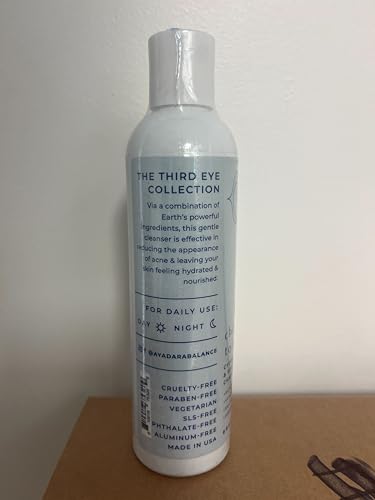 THE THIRD EYE
COLLECTION
Via a combination of
Earth's powerful
ingredients, this gentle
cleanser is effective in
reducing the appearance
of acne & leaving your
skin feeling hydrated &
nourished.
FOR DAILY USE:
DAY NIGHT
@AYADARABALANCE
CRUELTY-FREE
PARABEN-FREE
VEGETARIAN
SLS-FREE
PHTHALATE-FREE
ALUMINUM-FREE
MADE IN USA